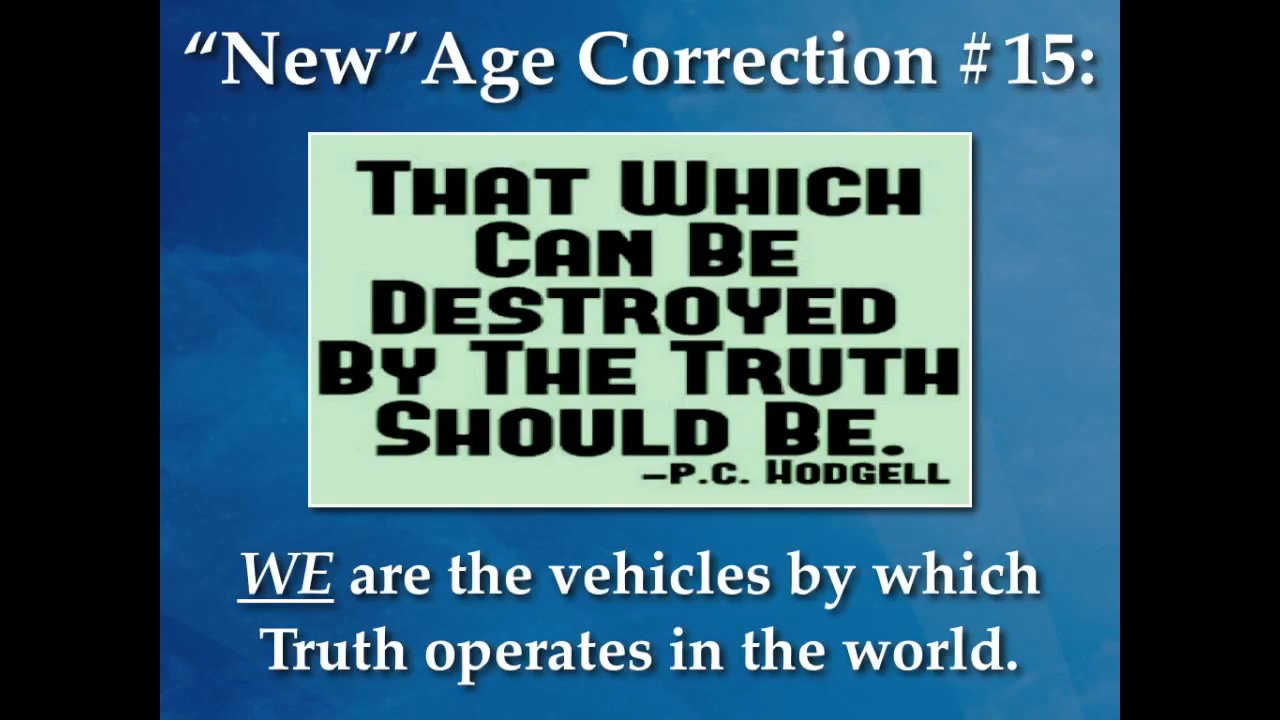 “New”Age Correction #15:
That Which
Can Be
Destroyed
By The Truth
Should Be.
–P.C. Hodgell
WE are the vehicles by which
Truth operates in the world.